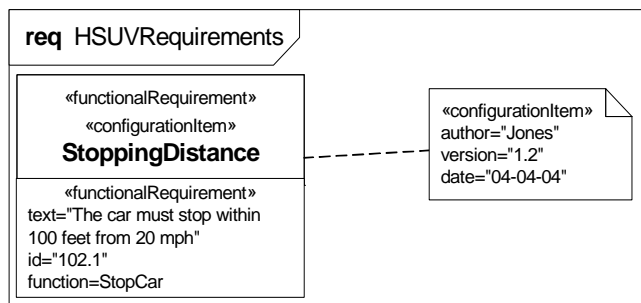 req HSUVRequirements
«functionalRequirement»
«configurationItem»
StoppingDistance
«functionalRequirement»
text="The car must stop within
100 feet from 20 mph"
id="102.1"
function=StopCar
«configurationItem»
author="Jones"
version="1.2"
date="04-04-04"